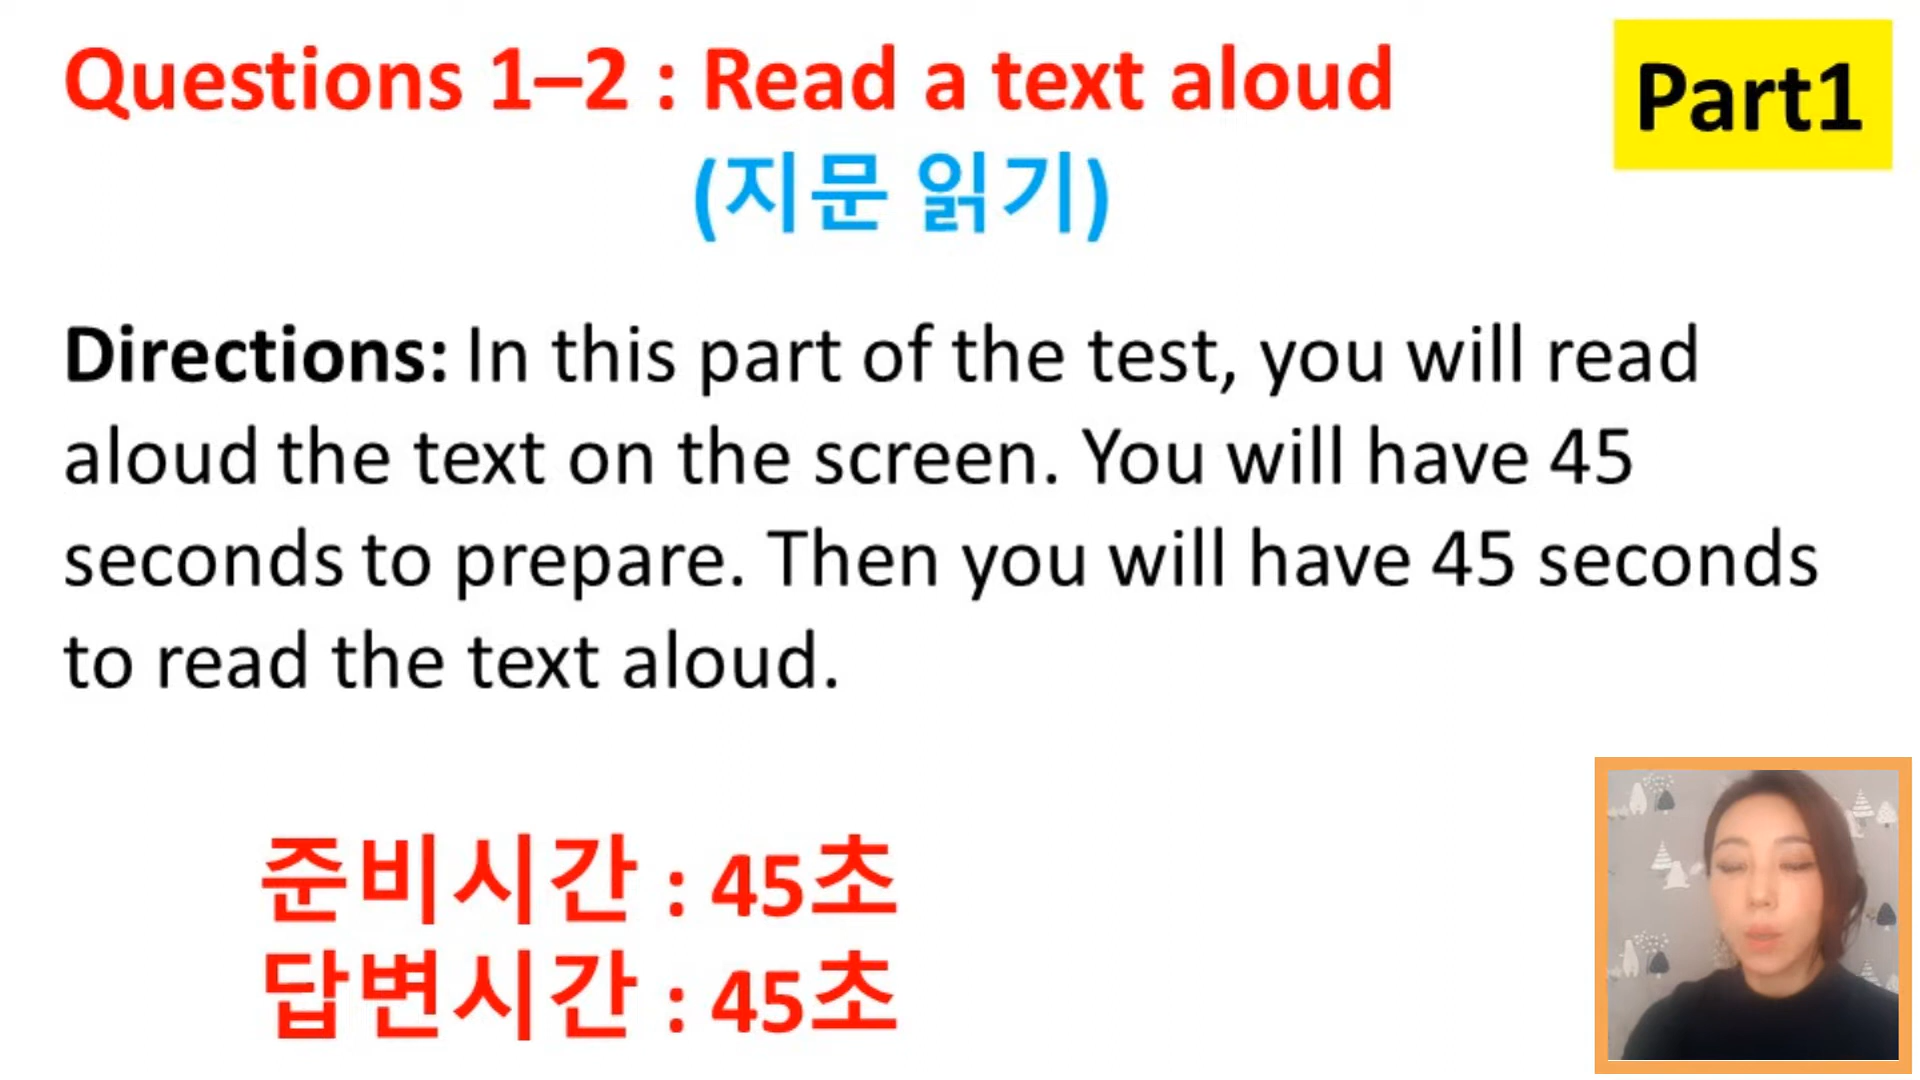 Questions 1–2 : Read a text aloud
Part1
(지문 읽기)
Directions: In this part of the test, you will read
aloud the text on the screen. You will have 45
seconds to prepare. Then you will have 45 seconds
to read the text aloud.
준비시간 : 45초
답변시간 : 45초